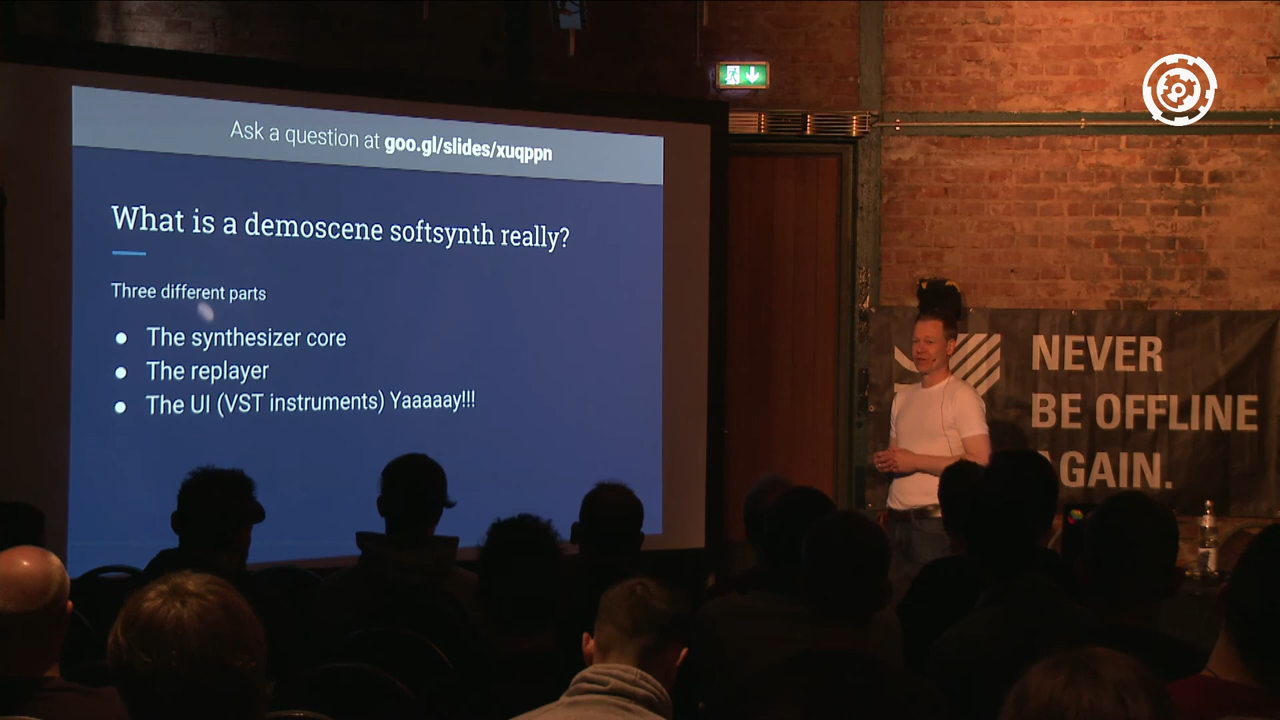 Ask a question at goo.gl/slides/xuqppn
What is a demoscene softsynth really?
Three different parts
● The synthesizer core
● The replayer
● The UI (VST instruments) Yaaaaay!!!
NEVER
BE OFFLINE
AGAIN.